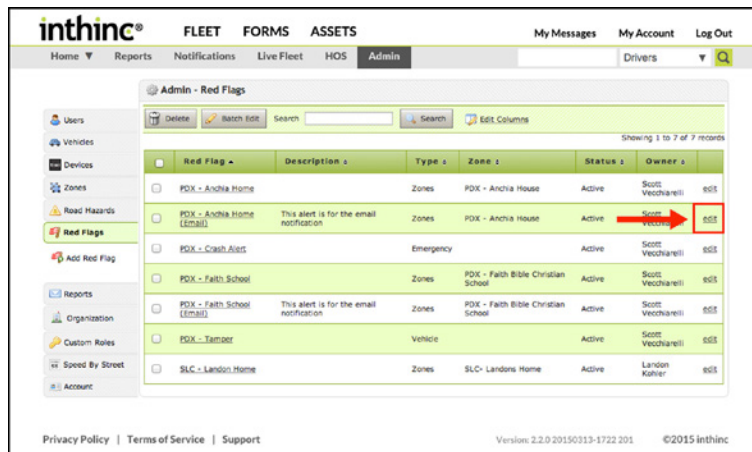 inthinc®
FLEET FORMS ASSETS
My Messages My Account Log Out
Home ▼ Reports Notifications Live Fleet HOS Admin
Drivers ▼
Admin - Red Flags
Users
Vehicles
Devices
Zones
Road Hazards
Red Flags
Add Red Flag
Reports
Organization
Custom Roles
Speed By Street
Account
Delete Batch Edit Search Search Edit Columns
Showing 1 to 7 of 7 records
Red Flag Description Type Zone Status Owner
PDX - Anchia Home Zones PDX - Anchia House Active Scott Vecchiarelli edit
PDX - Anchia Home (Email) This alert is for the email notification Zones PDX - Anchia House Active Scott edit
PDX - Crash Alert Emergency Active Scott Vecchiarelli edit
PDX - Faith School Zones PDX - Faith Bible Christian School Active Scott Vecchiarelli edit
PDX - Faith School (Email) This alert is for the email notification Zones PDX - Faith Bible Christian School Active Scott Vecchiarelli edit
PDX - Tamper Vehicle Active Scott Vecchiarelli edit
SLC - Landon Home Zones SLC- Landons Home Active Landon Kohler edit
Privacy Policy | Terms of Service | Support
Version: 2.2.0 20150313-1722 201 ©2015 inthinc